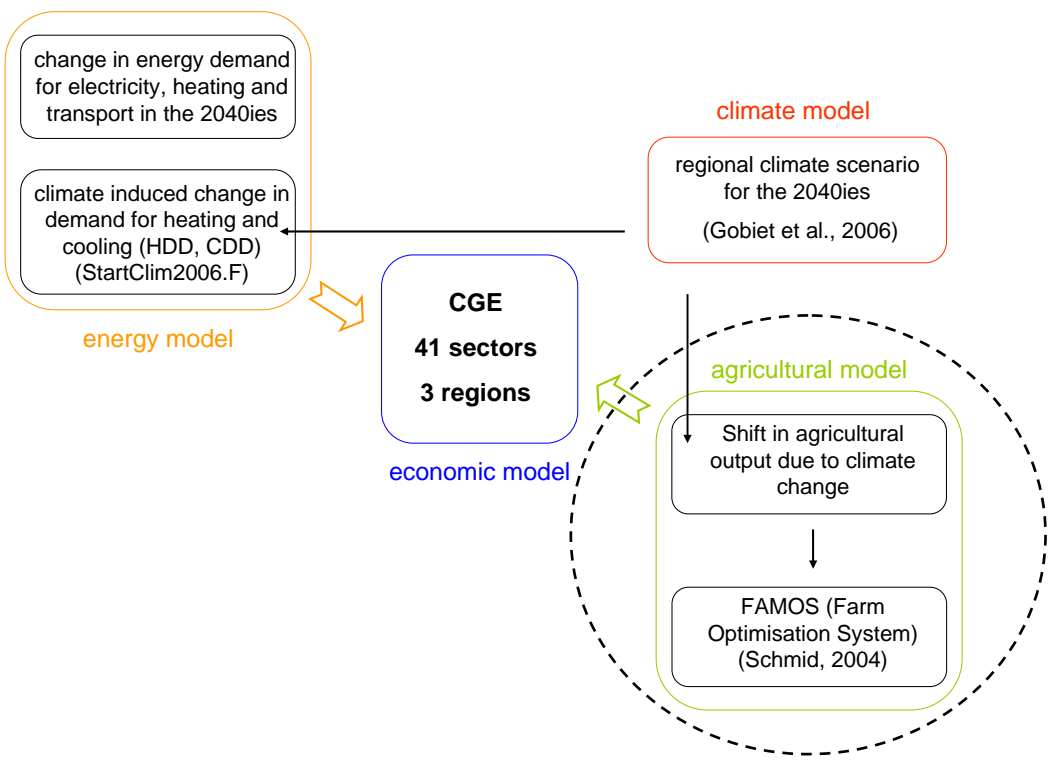 change in energy demand
for electricity, heating and
transport in the 2040ies
climate induced change in
demand for heating and
cooling (HDD, CDD)
(StartClim2006.F)
energy model
climate model
regional climate scenario
for the 2040ies
(Gobiet et al., 2006)
CGE
41 sectors
3 regions
economic model
agricultural model
Shift in agricultural
output due to climate
change
FAMOS (Farm
Optimisation System)
(Schmid, 2004)